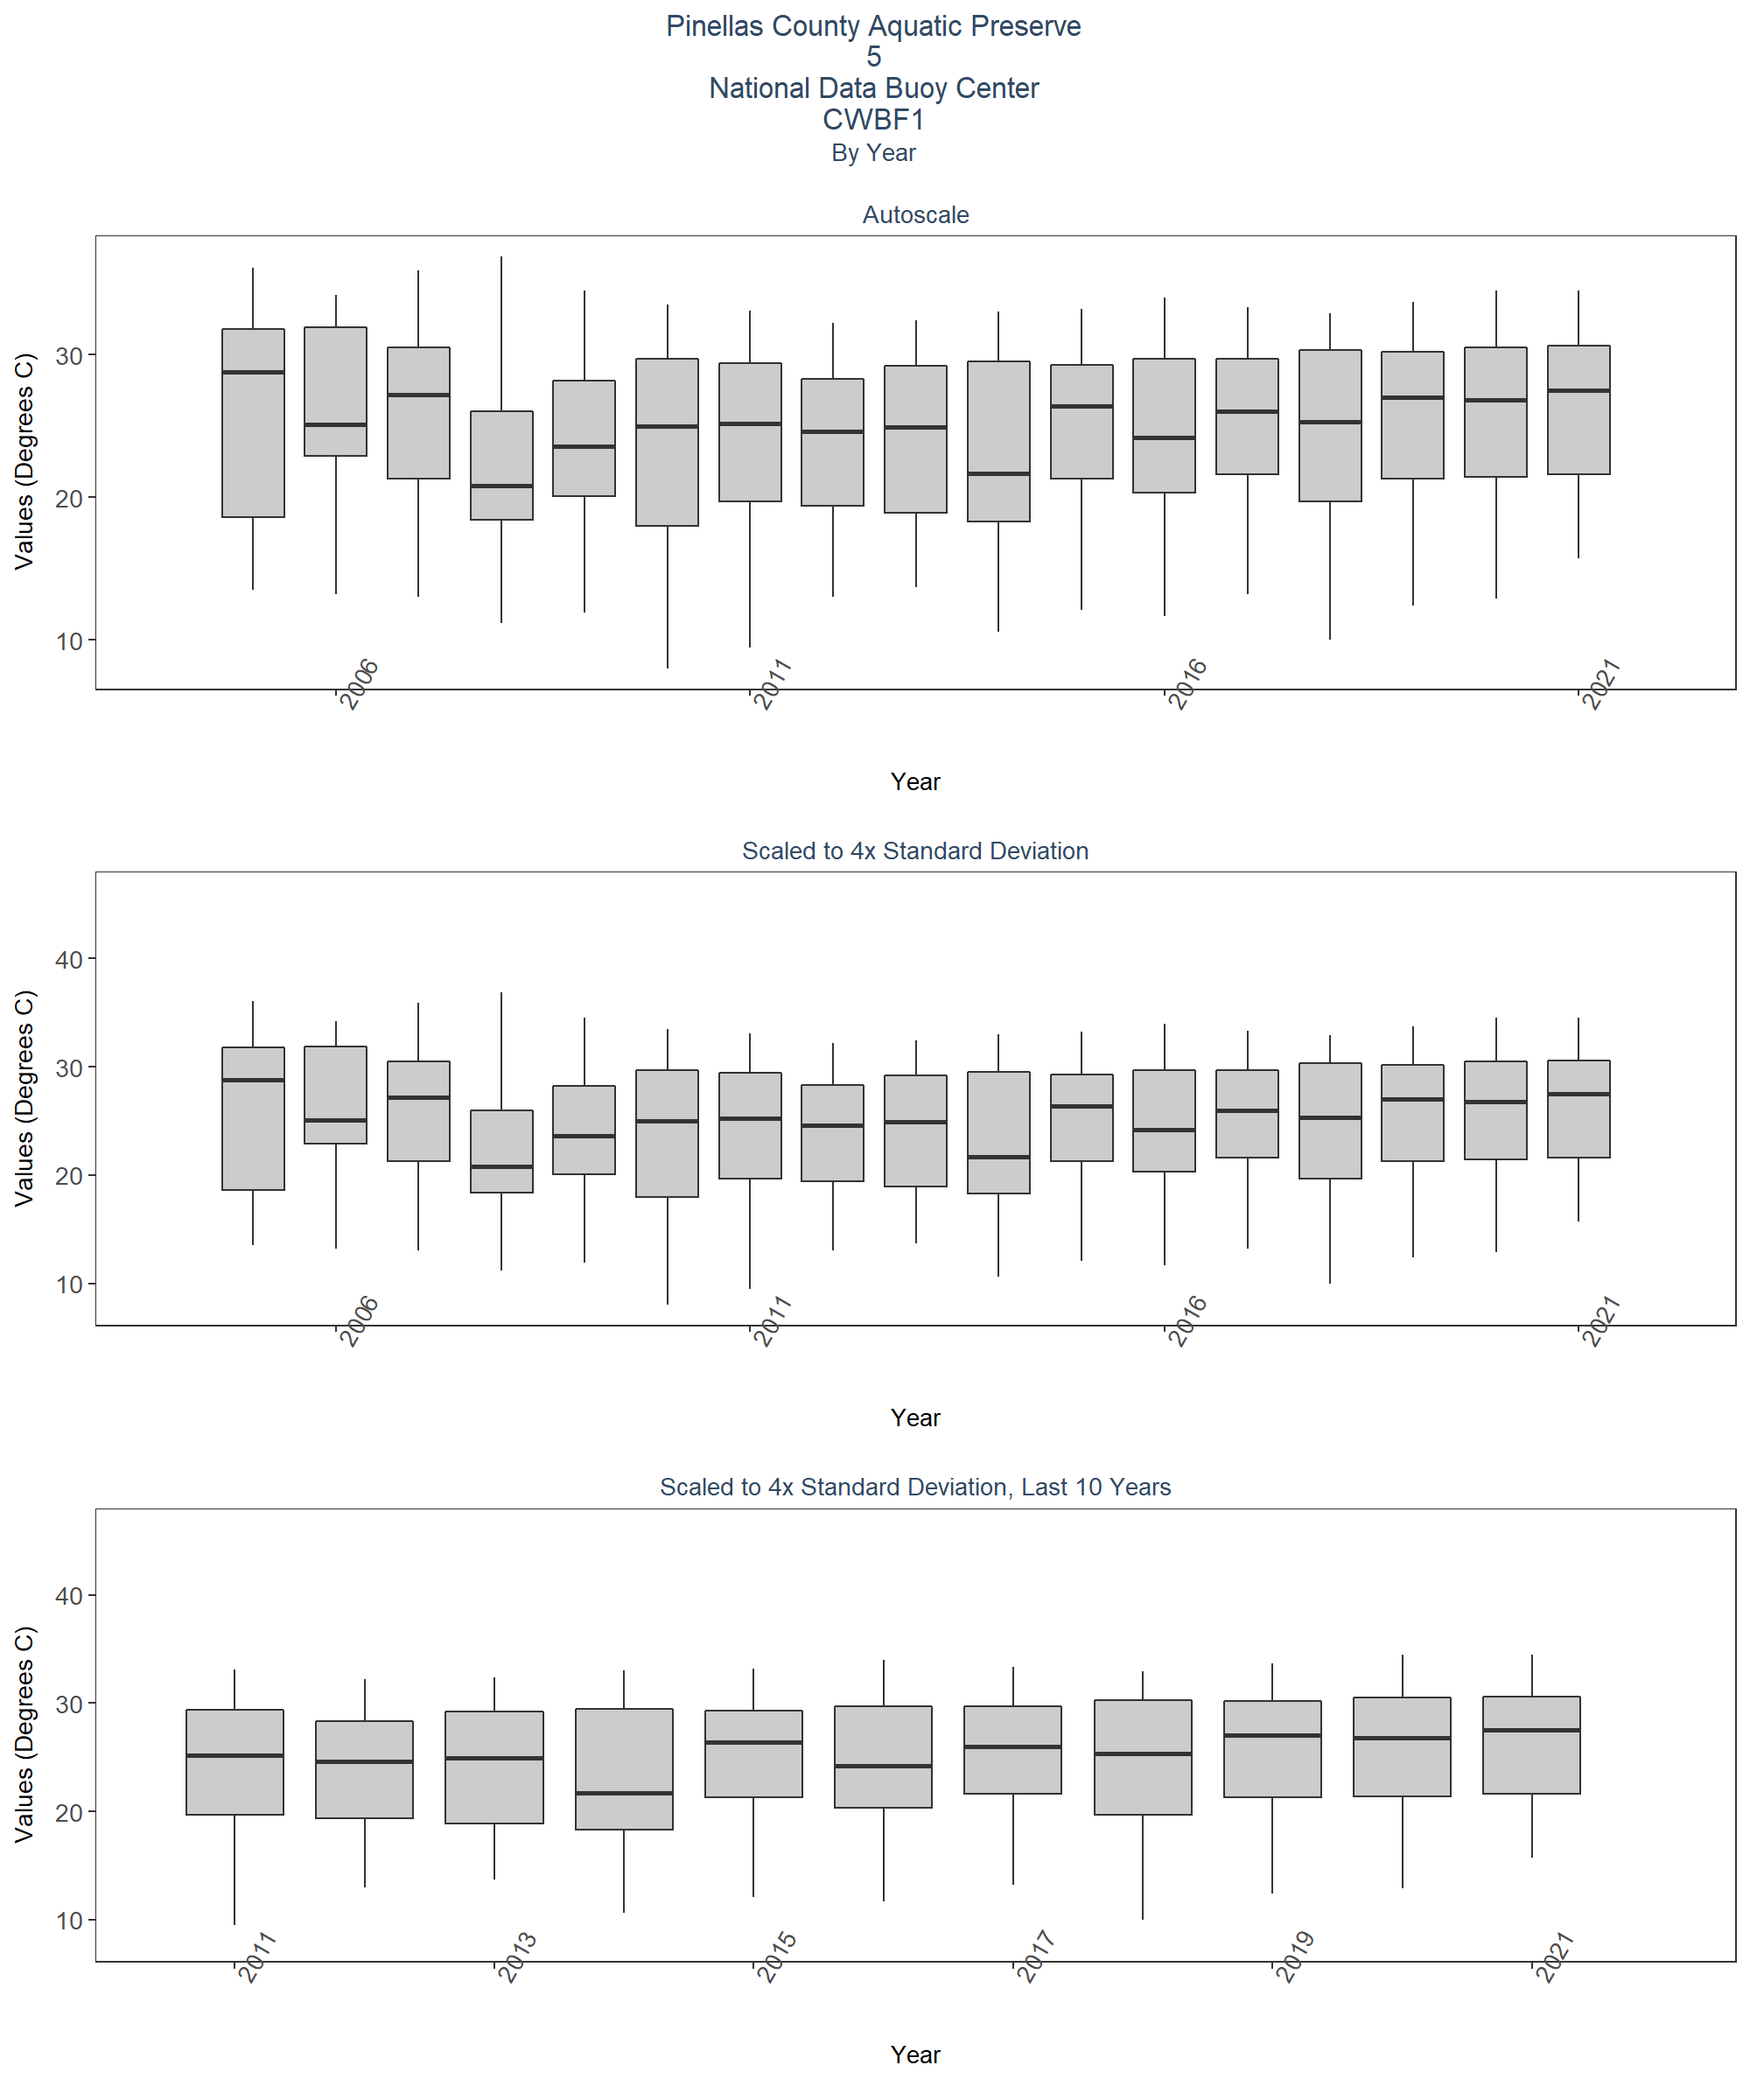 Pinellas County Aquatic Preserve
5
National Data Buoy Center
CWBF1
By Year
Autoscale
Values (Degrees C)
30
20
10
2006
2011
2016
2021
Year
Scaled to 4x Standard Deviation
Values (Degrees C)
40
30
20
10
2006
2011
2016
2021
Year
Scaled to 4x Standard Deviation, Last 10 Years
Values (Degrees C)
40
30
20
10
2011
2013
2015
2017
2019
2021
Year